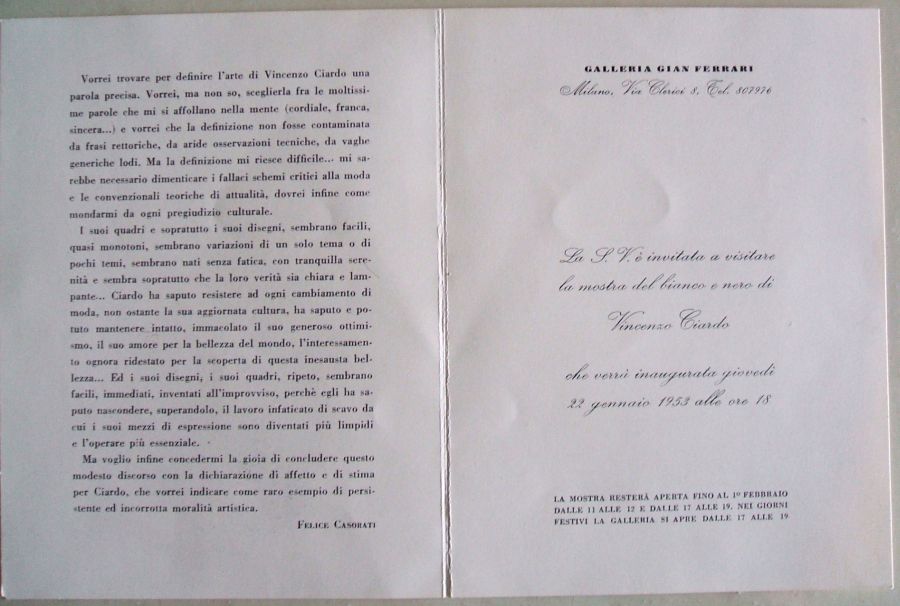 Vorrei trovare per definire l'arte di Vincenzo Ciardo una
parola precisa. Vorrei, ma non so, sceglierla fra le moltissi-
me parole che mi si affollano nella mente (cordiale, franca,
sincera...) e vorrei che la definizione non fosse contaminata
da frasi rettoriche, da aride osservazioni tecniche, da vaghe
generiche lodi. Ma la definizione mi riesce difficile... mi sa-
rebbe necessario dimenticare i fallaci schemi critici alla moda
e le convenzionali teoriche di attualità, dovrei infine come
mondarmi da ogni pregiudizio culturale.
I suoi quadri e sopratutto i suoi disegni, sembrano facili,
quasi monotoni, sembrano variazioni di un solo tema o di
pochi temi, sembrano nati senza fatica, con tranquilla sere-
nità e sembra sopratutto che la loro verità sia chiara e lam-
pante... Ciardo ha saputo resistere ad ogni cambiamento di
moda, non ostante la sua aggiornata cultura, ha saputo e po-
tuto mantenere intatto, immacolato il suo generoso ottimi-
smo, il suo amore per la bellezza del mondo, l'interessamen-
to ognora ridestato per la scoperta di questa inesausta bel-
lezza... Ed i suoi disegni, i suoi quadri, ripeto, sembrano
facili, immediati, inventati all'improvviso, perchè egli ha sa-
puto nascondere, superandolo, il lavoro infaticato di scavo da
cui i suoi mezzi di espressione sono diventati più limpidi
e l'operare più essenziale.
Ma voglio infine concedermi la gioia di concludere questo
modesto discorso con la dichiarazione di affetto e di stima
per Ciardo, che vorrei indicare come raro esempio di persi-
stente ed incorrotta moralità artistica.
FELICE CASORATI
GALLERIA GIAN FERRARI
Milano, Via Clerici 8, Tel. 807976
La S. V. è invitata a visitare
la mostra del bianco e nero di
Vincenzo Ciardo
che verrà inaugurata giovedì
22 gennaio 1953 alle ore 18
LA MOSTRA RESTERÀ APERTA FINO AL 1º FEBBRAIO
DALLE 11 ALLE 12 E DALLE 17 ALLE 19. NEI GIORNI
FESTIVI LA GALLERIA SI APRE DALLE 17 ALLE 19